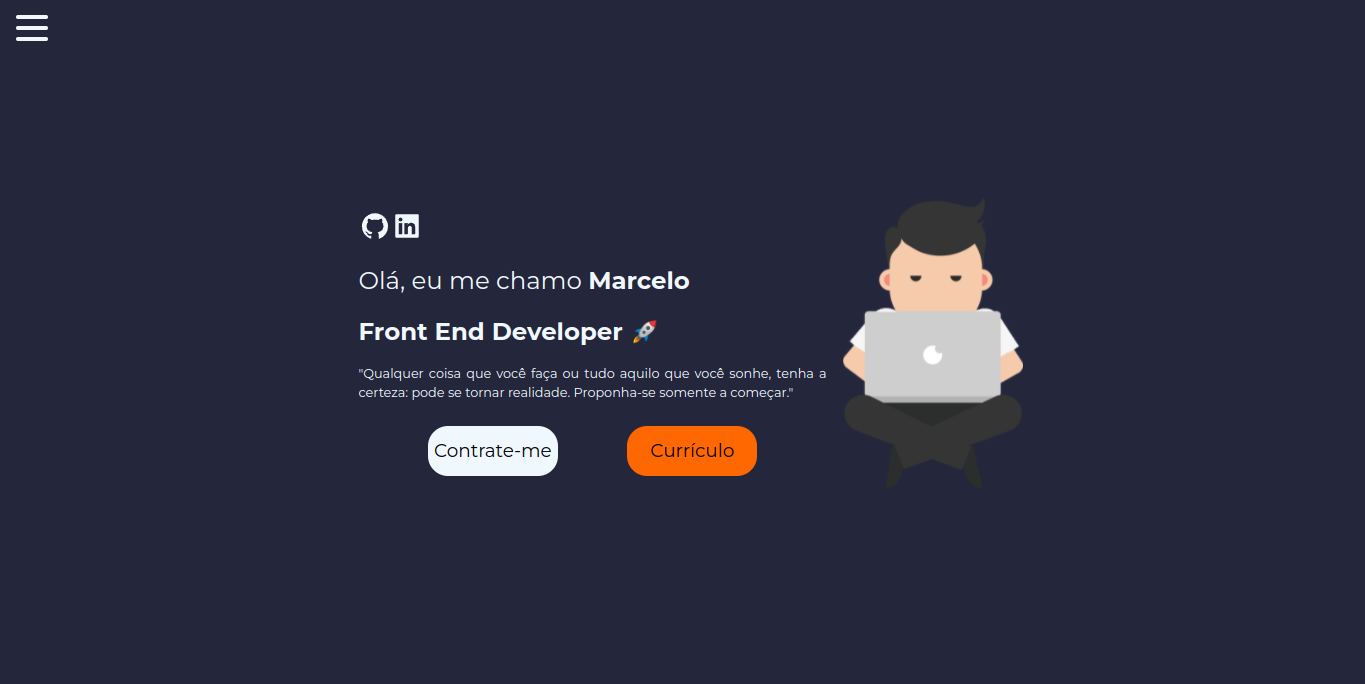 in
Olá, eu me chamo Marcelo
Front End Developer 🚀
"Qualquer coisa que você faça ou tudo aquilo que você sonhe, tenha a
certeza: pode se tornar realidade. Proponha-se somente a começar."
Contrate-me
Currículo